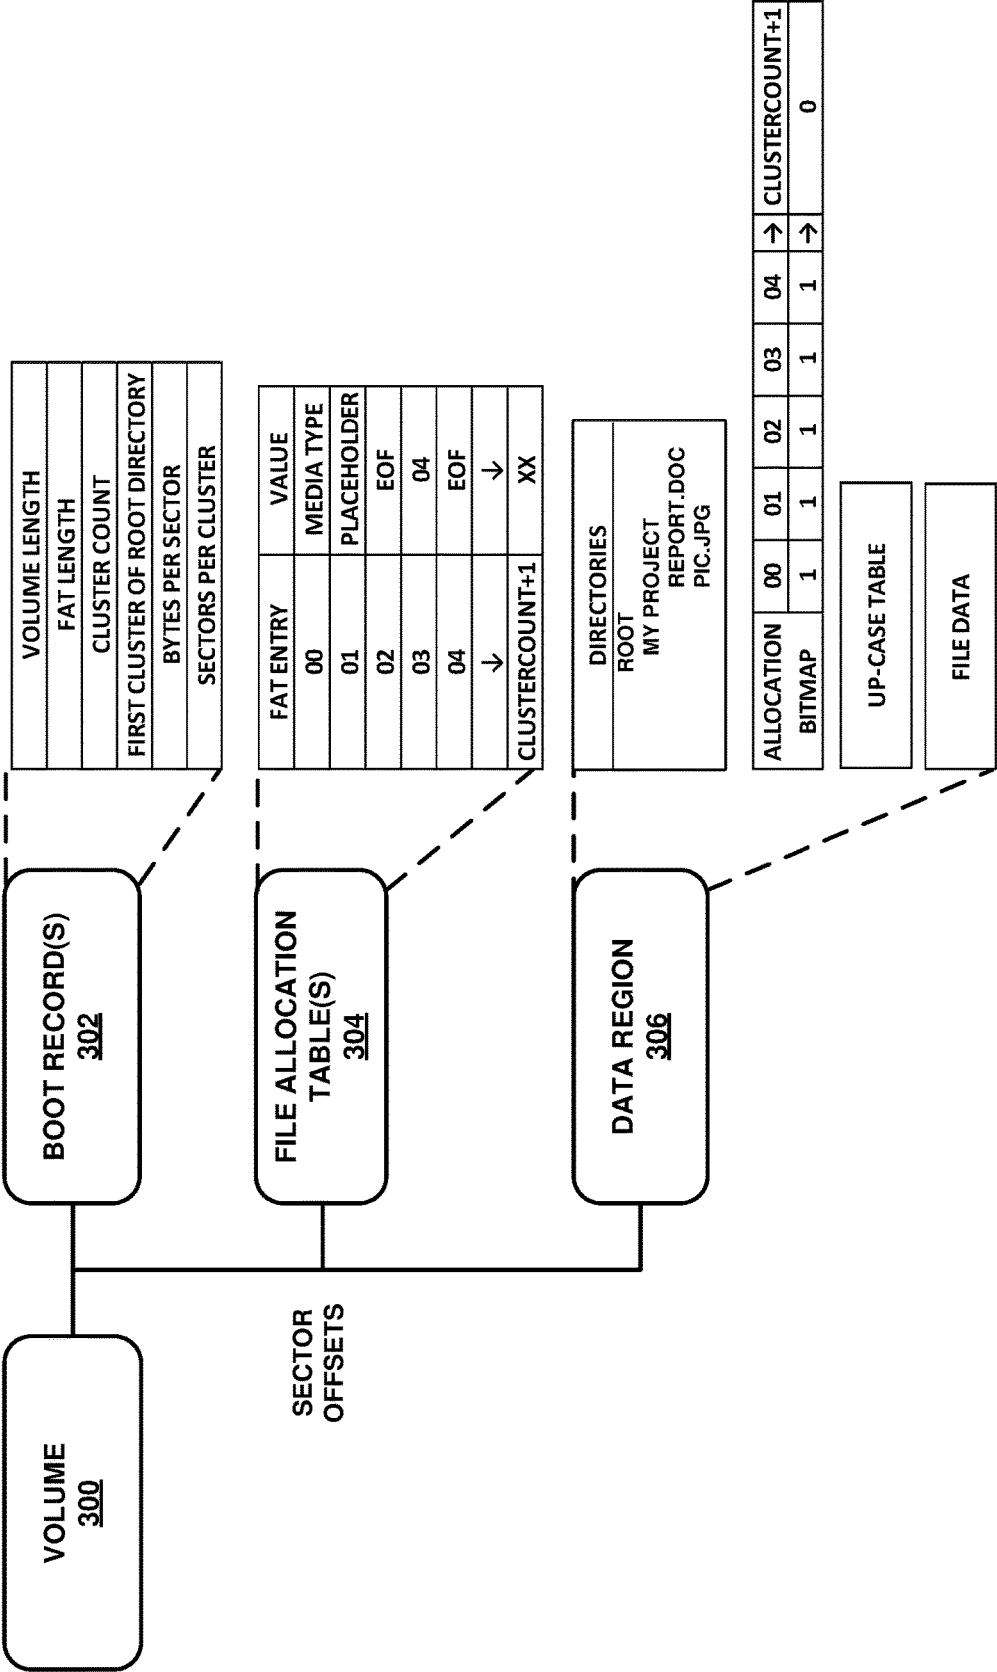 VOLUME
300
SECTOR
OFFSETS
BOOT RECORD(S)
302
VOLUME LENGTH
FAT LENGTH
CLUSTER COUNT
FIRST CLUSTER OF ROOT DIRECTORY
BYTES PER SECTOR
SECTORS PER CLUSTER
FILE ALLOCATION
TABLE(S)
304
FAT ENTRY VALUE
00 MEDIA TYPE
01 PLACEHOLDER
02 EOF
03 04
04 EOF
↓ ↓
CLUSTERCOUNT+1 XX
DATA REGION
306
DIRECTORIES
ROOT
MY PROJECT
REPORT.DOC
PIC.JPG
ALLOCATION 00 01 02 03 04 → CLUSTERCOUNT+1
BITMAP 1 1 1 1 1 → 0
UP-CASE TABLE
FILE DATA